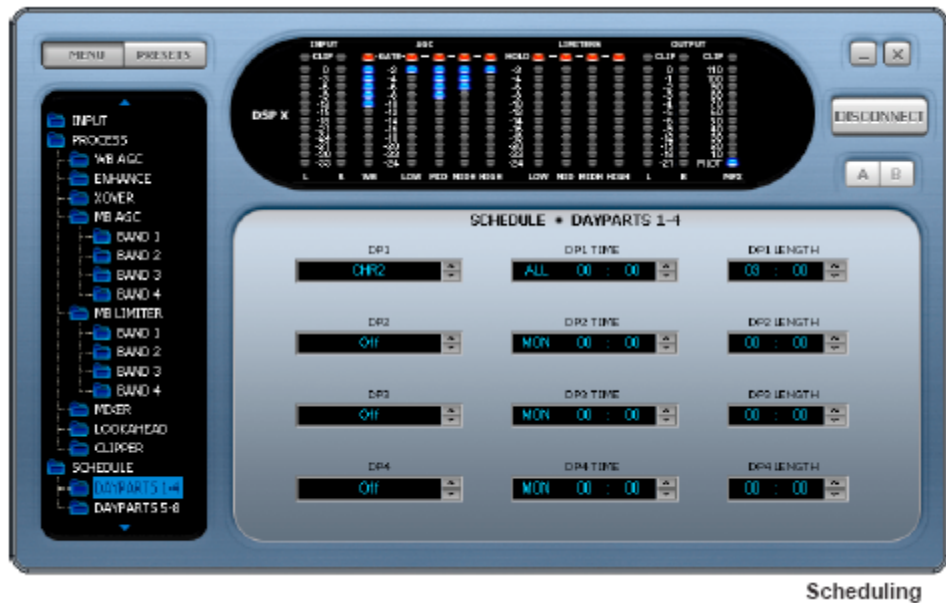 MENU PRESETS
INPUT AGC LIMITERS OUTPUT
CLIP GATE HOLD CLIP CLIP
DSP X
L R WB LOW MID MIDH HIGH LOW MID MIDH HIGH L R MPX
PILOT
DISCONNECT
A B
INPUT
PROCESS
WB AGC
ENHANCE
XOVER
MB AGC
BAND 1
BAND 2
BAND 3
BAND 4
MB LIMITER
BAND 1
BAND 2
BAND 3
BAND 4
MIXER
LOOKAHEAD
CLIPPER
SCHEDULE
DAYPARTS 1-4
DAYPARTS 5-8
SCHEDULE • DAYPARTS 1-4
DP1 DP1 TIME DP1 LENGTH
CHR2 ALL 00 : 00 03 : 00
DP2 DP2 TIME DP2 LENGTH
Off MON 00 : 00 00 : 00
DP3 DP3 TIME DP3 LENGTH
Off MON 00 : 00 00 : 00
DP4 DP4 TIME DP4 LENGTH
Off MON 00 : 00 00 : 00
Scheduling